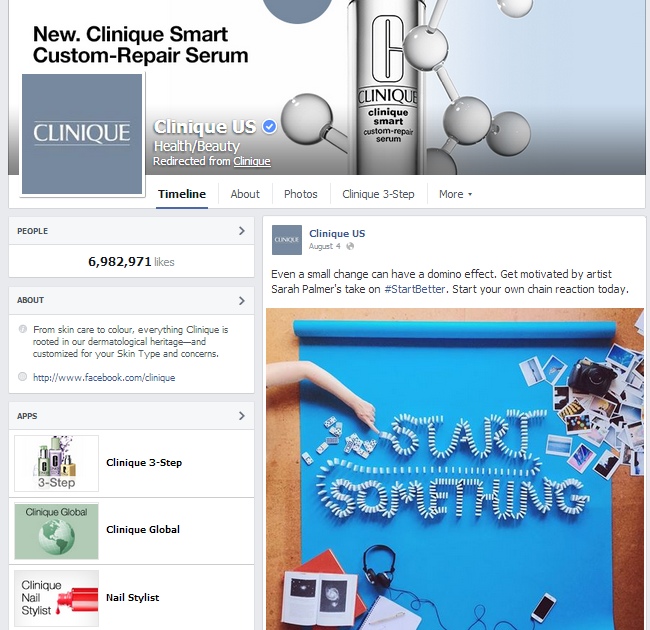 New. Clinique Smart
Custom-Repair Serum
C
CLINIQUE
clinique
smart
custom-repair
serum
CLINIQUE
Clinique US
Health/Beauty
Redirected from Clinique
Timeline
About
Photos
Clinique 3-Step
More
PEOPLE
6,982,971 likes
ABOUT
From skin care to colour, everything Clinique is
rooted in our dermatological heritage—and
customized for your Skin Type and concerns.
http://www.facebook.com/clinique
APPS
3-Step
Clinique 3-Step
Clinique Global
Clinique Global
Clinique
Nail
Stylist
Nail Stylist
CLINIQUE
Clinique US
August 4
Even a small change can have a domino effect. Get motivated by artist
Sarah Palmer's take on #StartBetter. Start your own chain reaction today.
START
SOMETHING